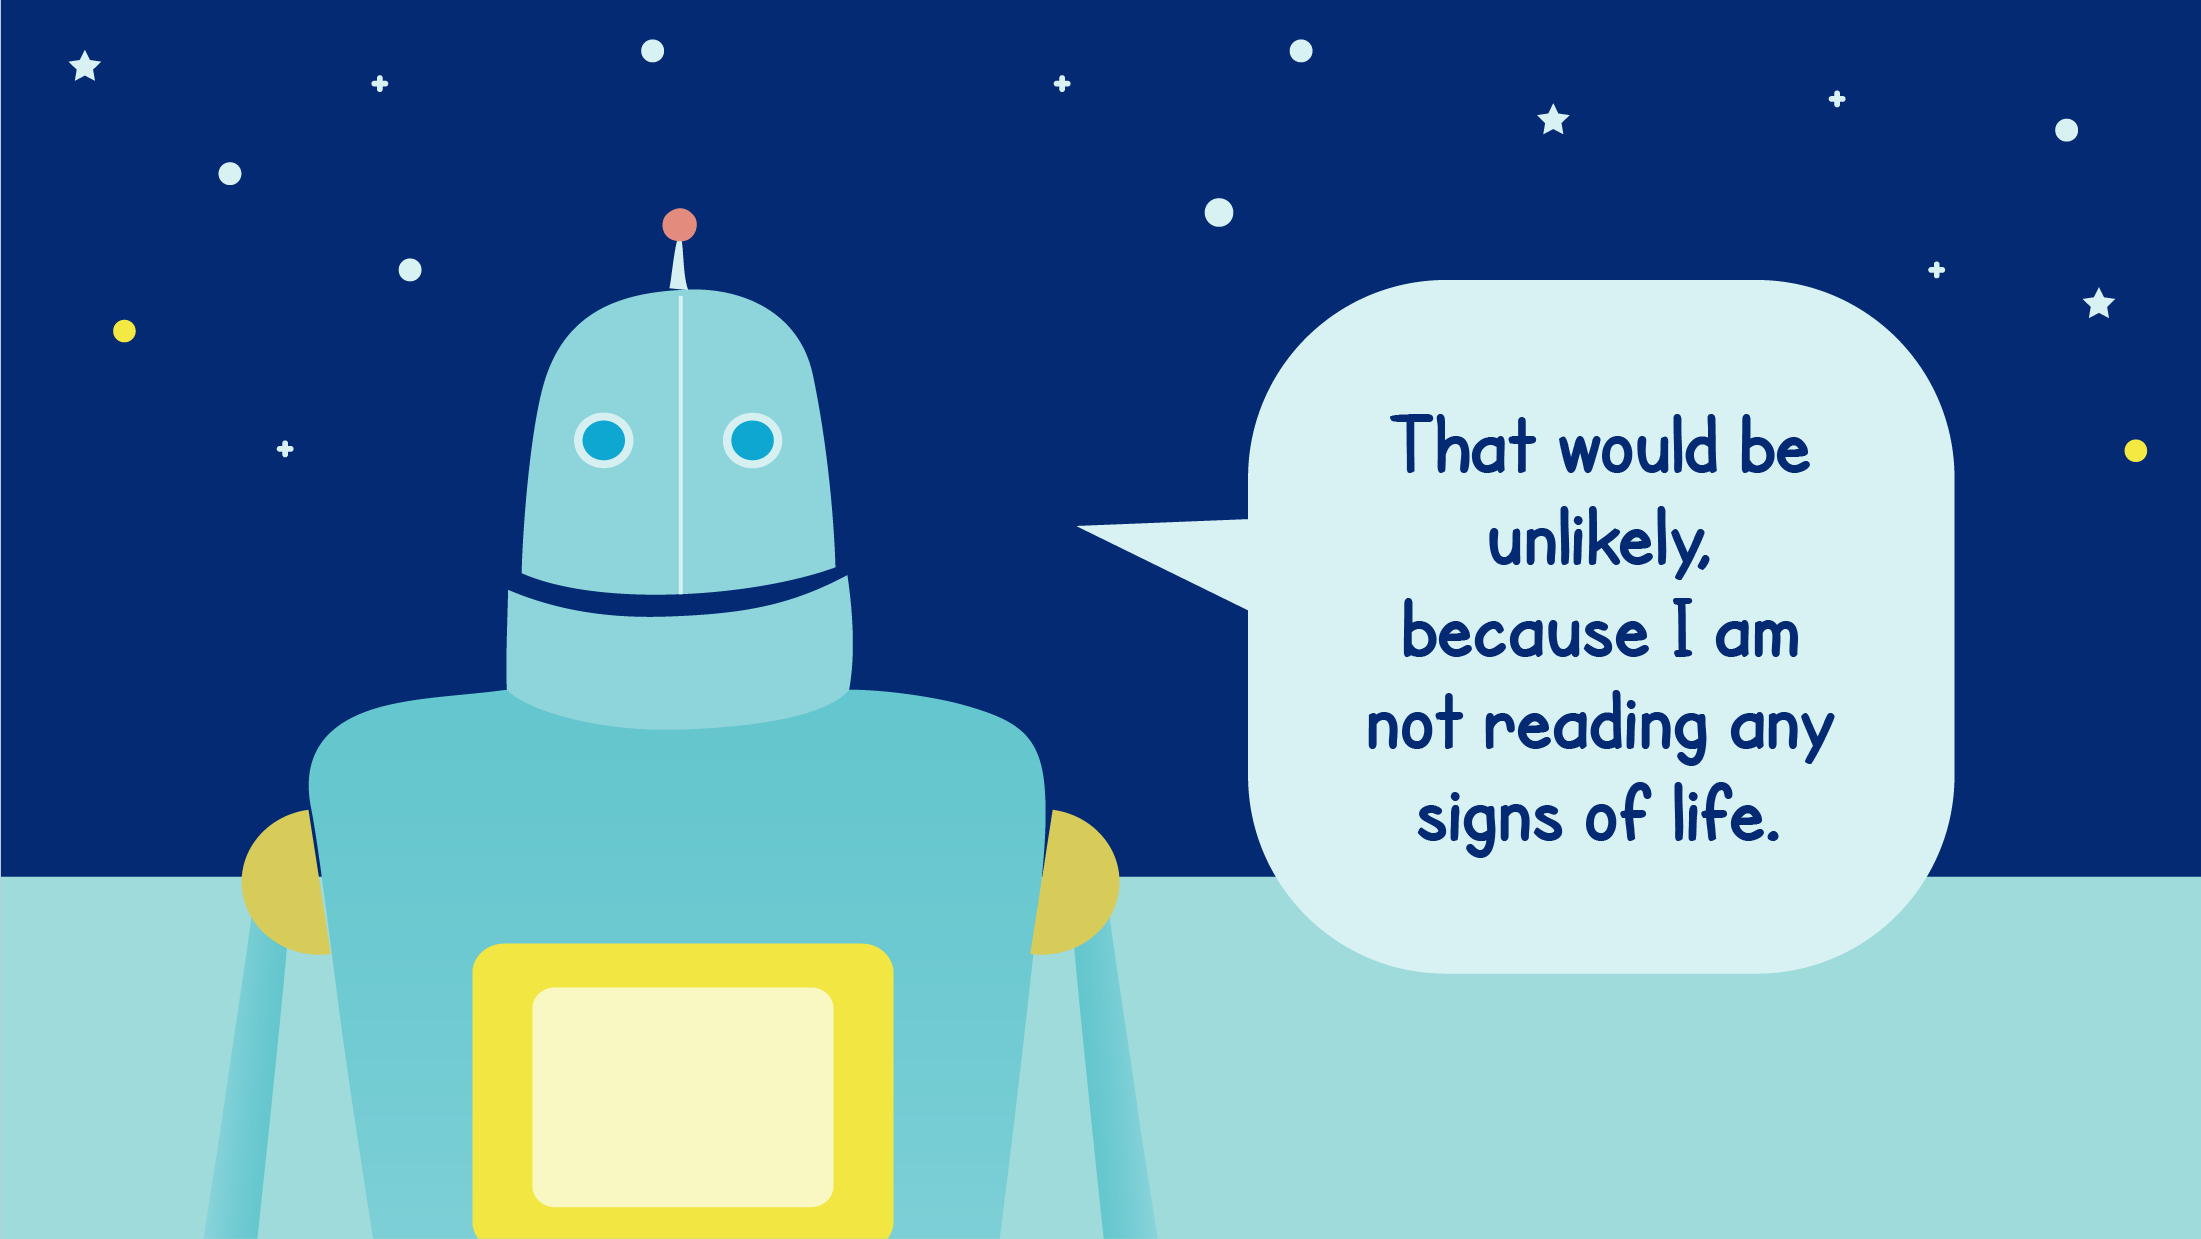 That would be
unlikely,
because I am
not reading any
signs of life.